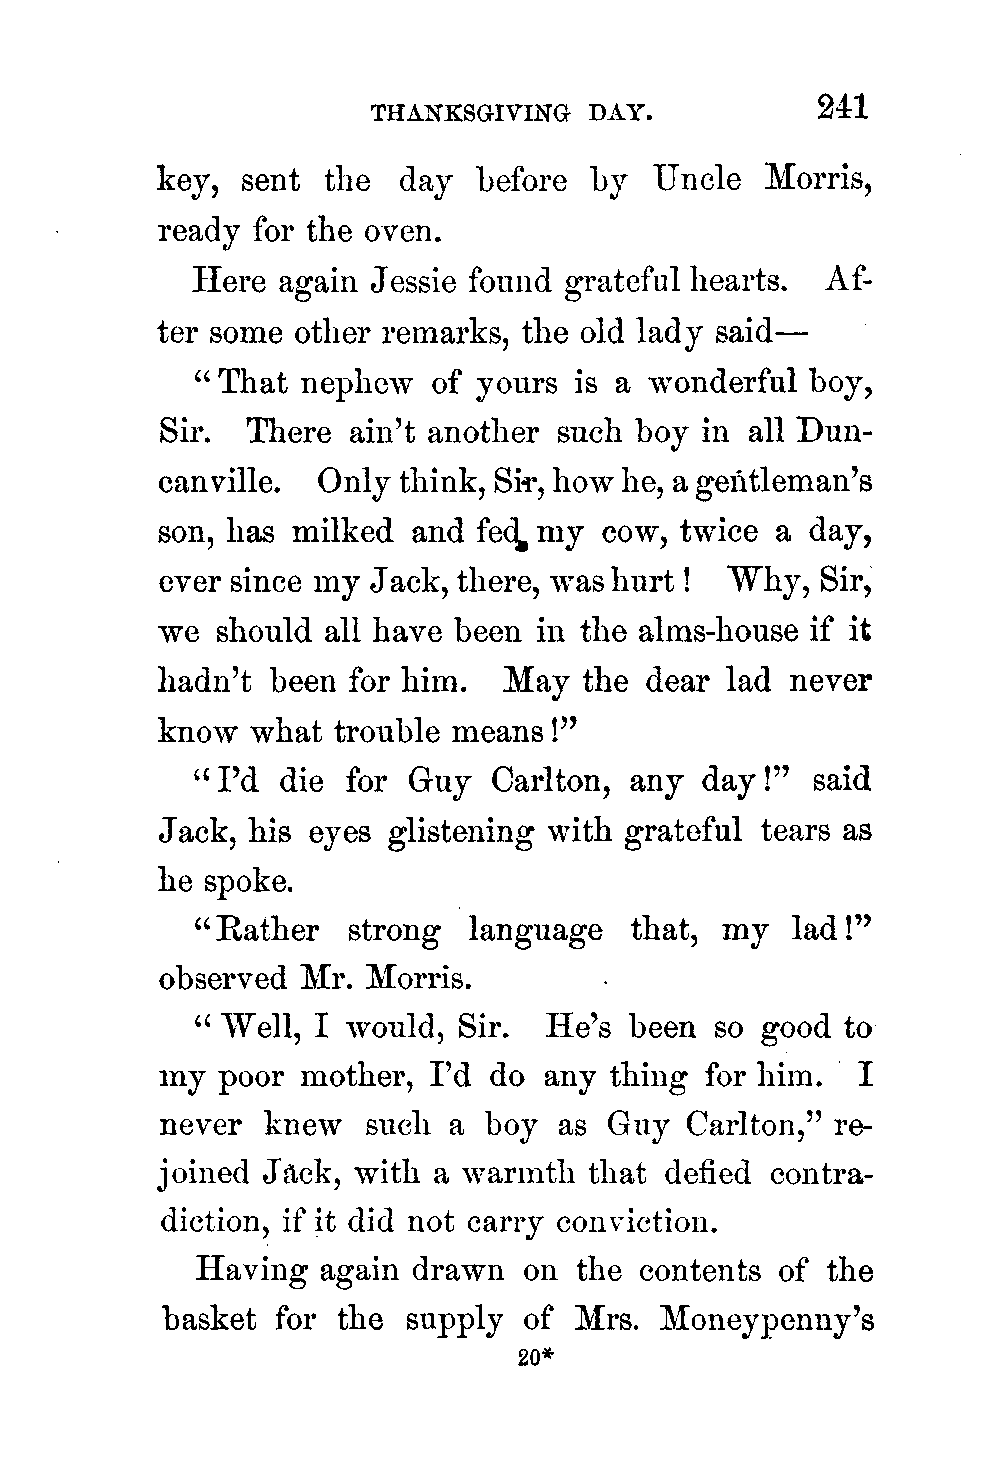 THANKSGIVING DAY. 241
key, sent the day before by Uncle Morris,
ready for the oven.
Here again Jessie found grateful hearts. Af-
ter some other remarks, the old lady said—
“That nephew of yours is a wonderful boy,
Sir. There ain’t another such boy in all Dun-
canville. Only think, Sir, how he, a gentleman’s
son, has milked and fed my cow, twice a day,
ever since my Jack, there, was hurt! Why, Sir,
we should all have been in the alms-house if it
hadn’t been for him. May the dear lad never
know what trouble means!”
“I’d die for Guy Carlton, any day!” said
Jack, his eyes glistening with grateful tears as
he spoke.
“Rather strong language that, my lad!”
observed Mr. Morris.
“Well, I would, Sir. He’s been so good to
my poor mother, I’d do any thing for him. I
never knew such a boy as Guy Carlton,” re-
joined Jack, with a warmth that defied contra-
diction, if it did not carry conviction.
Having again drawn on the contents of the
basket for the supply of Mrs. Moneypenny’s
20*